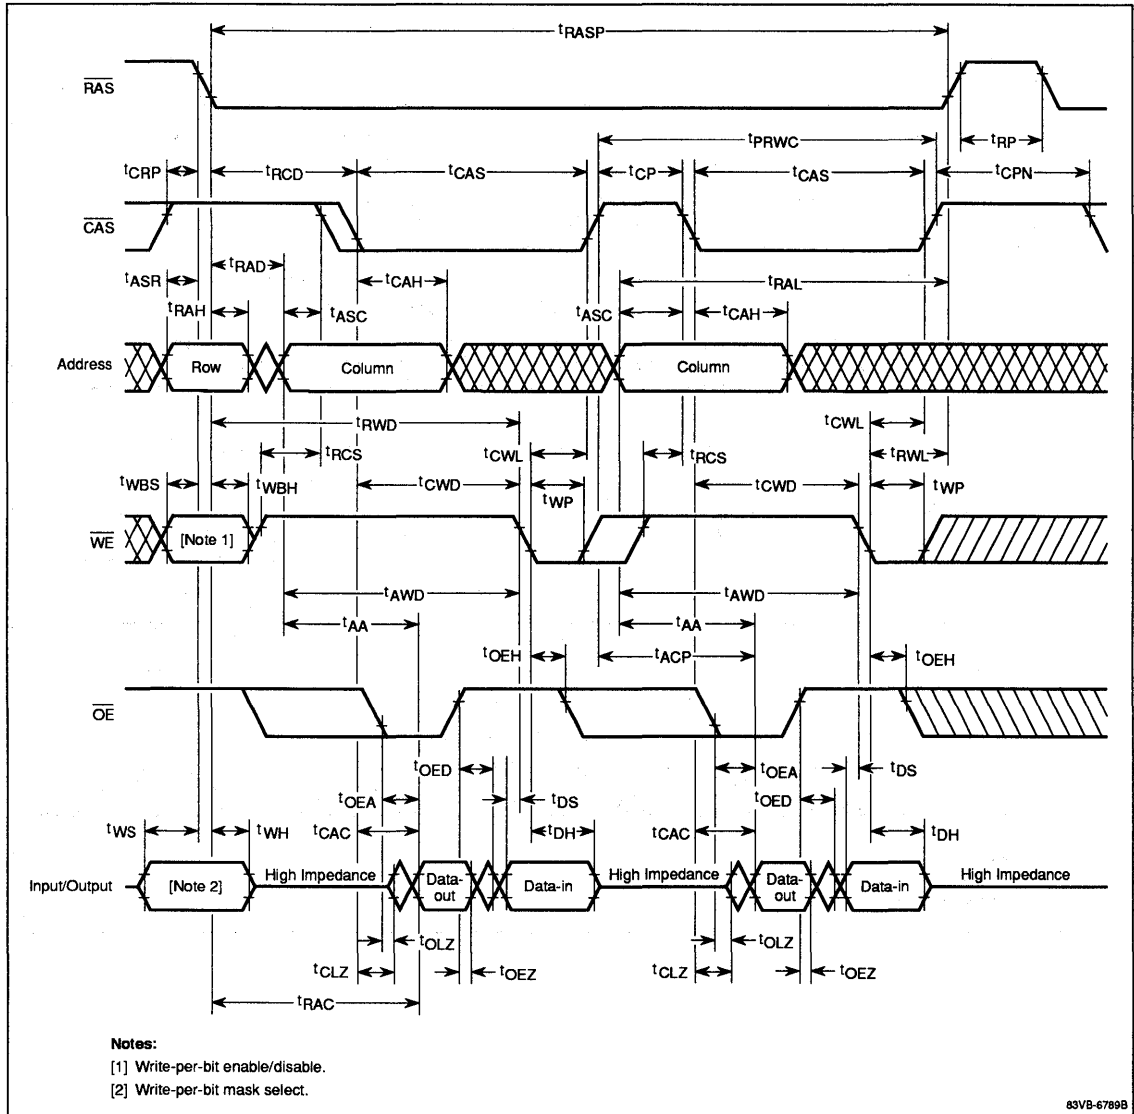 tRASP
RAS
tPRWC
tRP
tCRP
tRCD
tCAS
tCP
tCAS
tCPN
CAS
tASR
tRAD
tCAH
tRAL
tRAH
tASC
tASC
tCAH
Address
Row
Column
Column
tRWD
tCWL
tRCS
tCWL
tRCS
tRWL
tWBS
tWBH
tCWD
tWP
tCWD
tWP
WE
[Note 1]
tAWD
tAWD
tAA
tAA
tOEH
tACP
tOEH
OE
tOED
tOEA
tDS
tOEA
tDS
tOED
tWS
tWH
tCAC
tDH
tCAC
tDH
Input/Output
[Note 2]
High Impedance
Data-
out
Data-in
High Impedance
Data-
out
Data-in
High Impedance
tOLZ
tOLZ
tCLZ
tOEZ
tCLZ
tOEZ
tRAC
Notes:
[1] Write-per-bit enable/disable.
[2] Write-per-bit mask select.
83VB-6789B